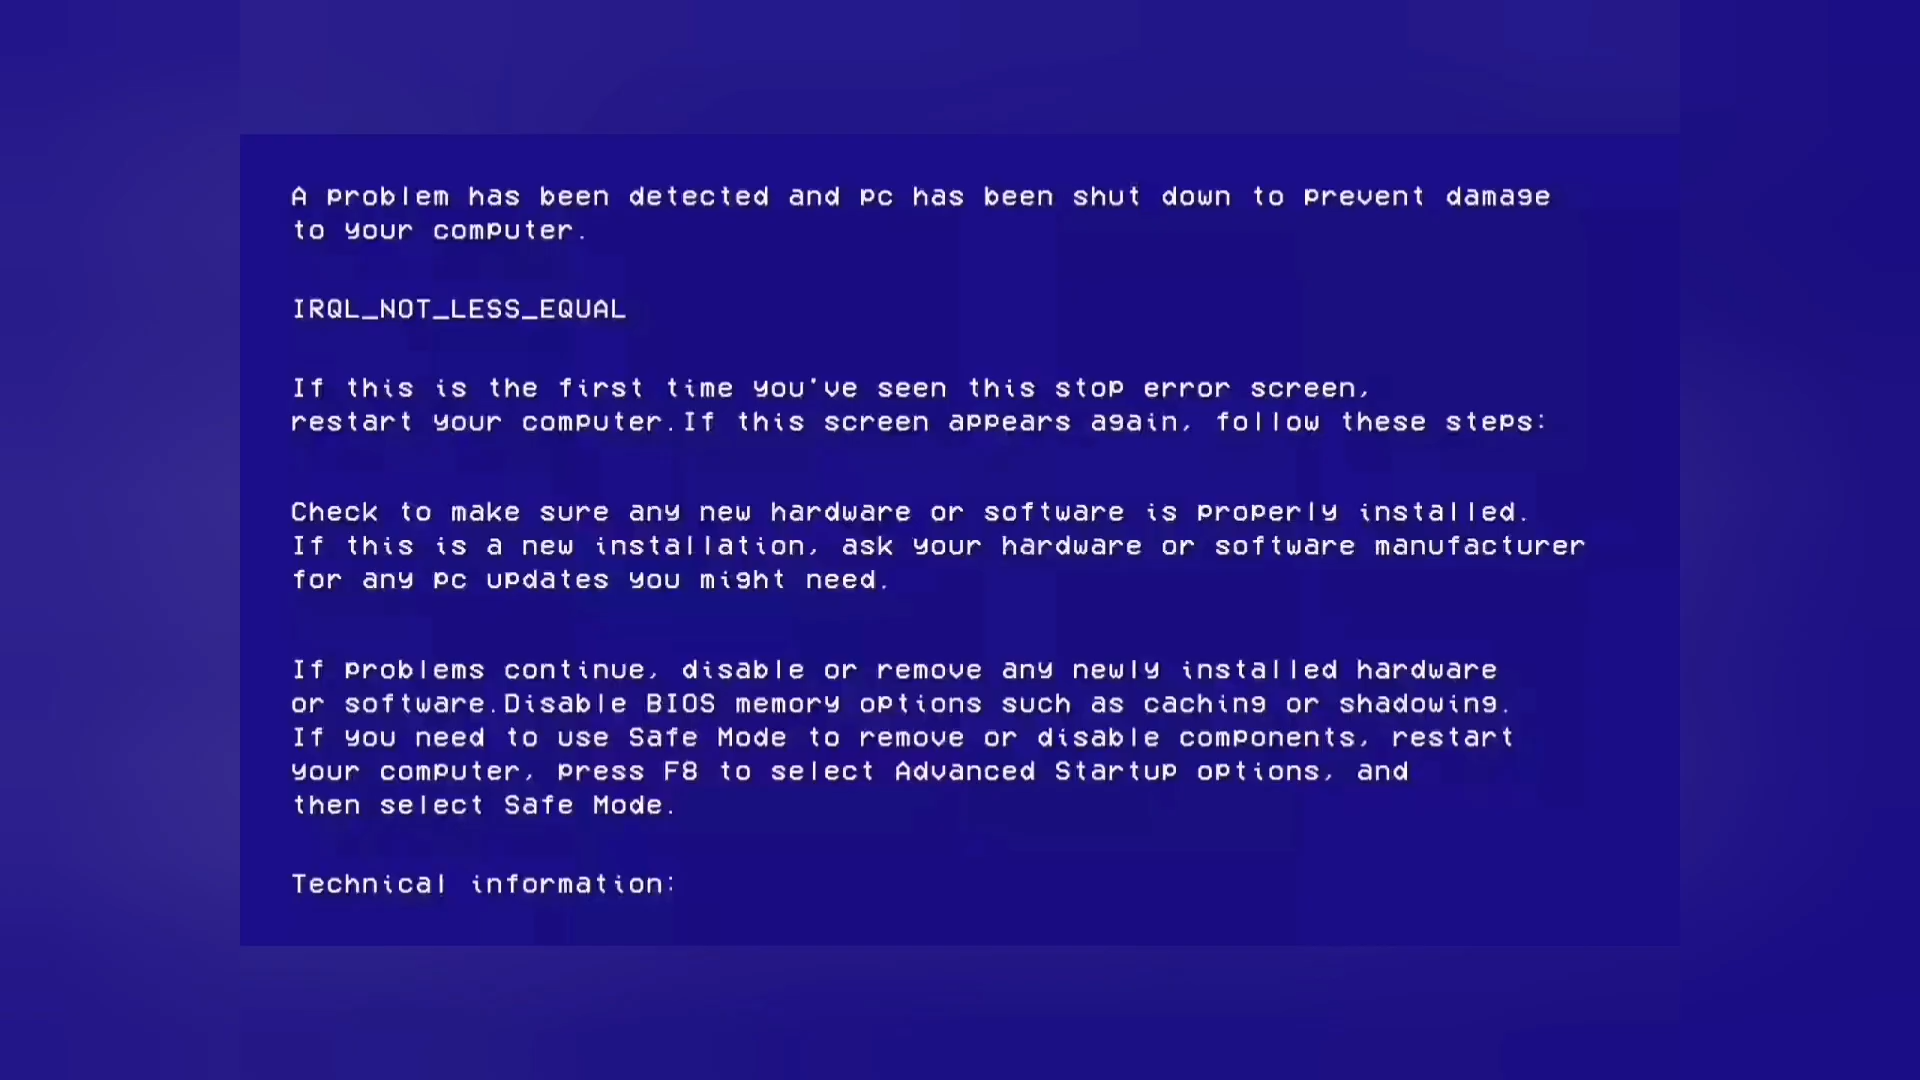 A problem has been detected and pc has been shut down to prevent damage
to your computer.
IRQL_NOT_LESS_EQUAL
If this is the first time you've seen this stop error screen,
restart your computer.If this screen appears again, follow these steps:
Check to make sure any new hardware or software is properly installed.
If this is a new installation, ask your hardware or software manufacturer
for any pc updates you might need.
If problems continue, disable or remove any newly installed hardware
or software.Disable BIOS memory options such as caching or shadowing.
If you need to use Safe Mode to remove or disable components, restart
your computer, press F8 to select Advanced Startup options, and
then select Safe Mode.
Technical information: